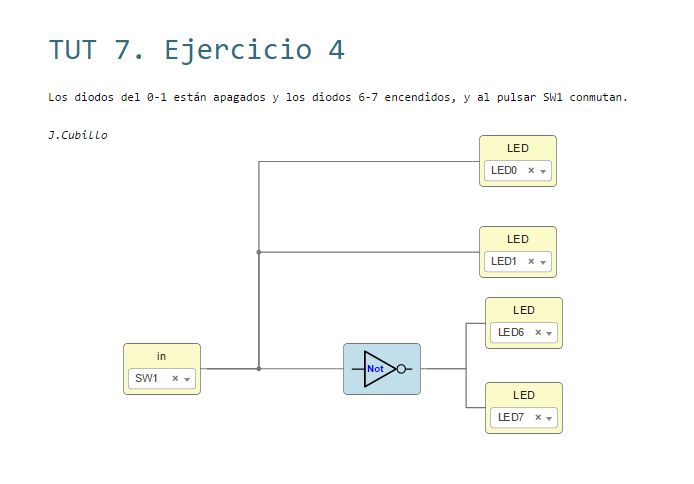 TUT 7. Ejercicio 4
Los diodos del 0-1 están apagados y los diodos 6-7 encendidos, y al pulsar SW1 conmutan.
J.Cubillo
LED
LED0
LED
LED1
LED
LED6
in
SW1
Not
LED
LED7